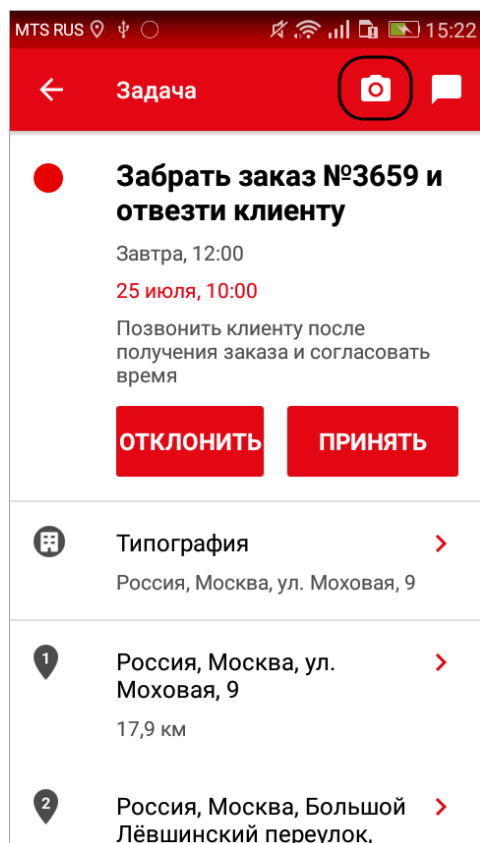 MTS RUS 15:22
Задача
Забрать заказ №3659 и
отвезти клиенту
Завтра, 12:00
25 июля, 10:00
Позвонить клиенту после
получения заказа и согласовать
время
ОТКЛОНИТЬ ПРИНЯТЬ
Типография
Россия, Москва, ул. Моховая, 9
1
Россия, Москва, ул.
Моховая, 9
17,9 км
2
Россия, Москва, Большой
Лёвшинский переулок,